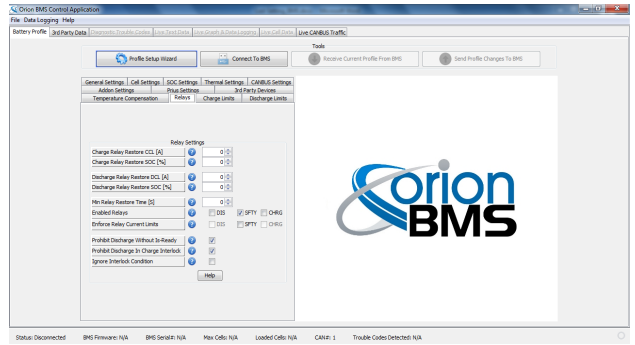 Orion BMS Control Application
File Data Logging Help
Battery Profile 3rd Party Data Diagnostic Trouble Codes Live Text Data Live Graph & Data Logging Live Cell Data Live CANBUS Traffic
Tools
Profile Setup Wizard Connect To BMS Receive Current Profile From BMS Send Profile Changes To BMS
General Settings Cell Settings SOC Settings Thermal Settings CANBUS Settings
Addon Settings Prius Settings 3rd Party Devices
Temperature Compensation Relays Charge Limits Discharge Limits
Relay Settings
Charge Relay Restore CCL [A] ? 0
Charge Relay Restore SOC [%] ? 0
Discharge Relay Restore DCL [A] ? 0
Discharge Relay Restore SOC [%] ? 0
Min Relay Restore Time [S] ? 0
Enabled Relays ? DIS SFTY CHRG
Enforce Relay Current Limits ? DIS SFTY CHRG
Prohibit Discharge Without Is-Ready ?
Prohibit Discharge In Charge Interlock ?
Ignore Interlock Condition ?
Help
orion
BMS
Status: Disconnected BMS Firmware: N/A BMS Serial#: N/A Max Cells: N/A Loaded Cells: N/A CAN#: 1 Trouble Codes Detected: N/A